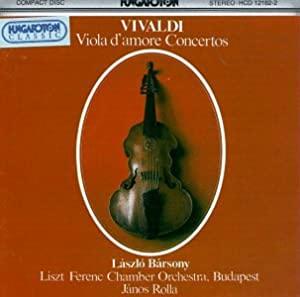 COMPACT DISC
HUNGAROTON
STEREO-HCD 12162-2
HUNGAROTON
CLASSIC
VIVALDI
Viola d'amore Concertos
László Bársony
Liszt Ferenc Chamber Orchestra, Budapest
János Rolla